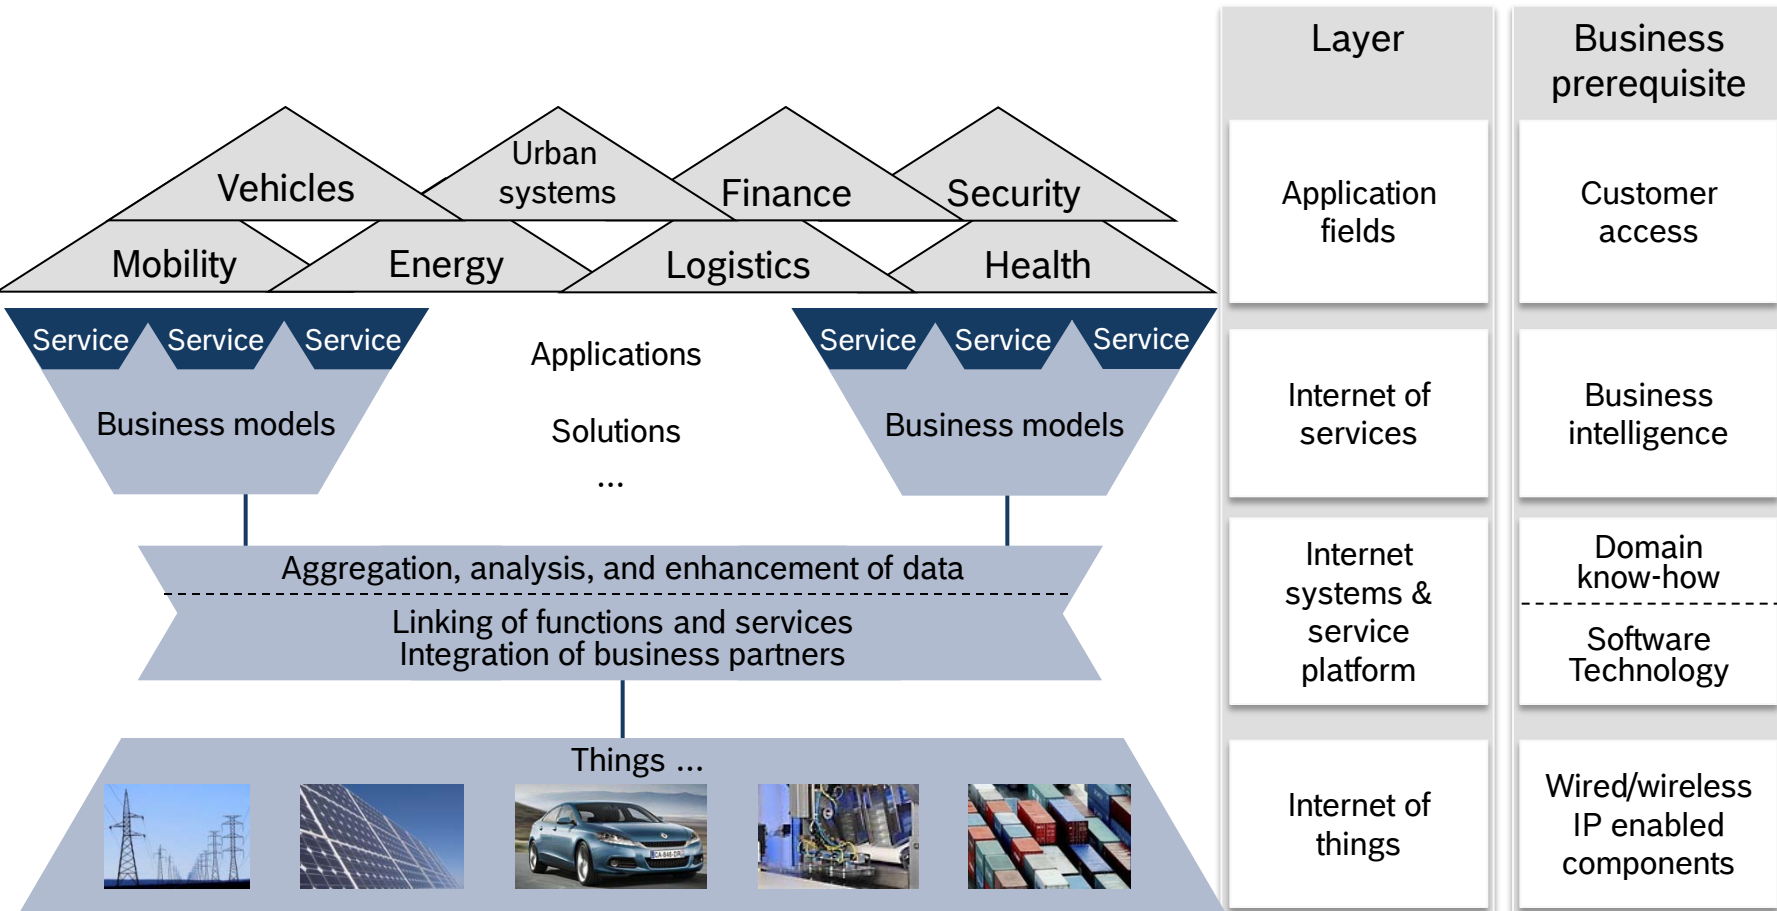 Layer
Business
prerequisite
Urban
systems
Vehicles
Finance
Security
Application
fields
Customer
access
Mobility
Energy
Logistics
Health
Service
Service
Service
Service
Service
Service
Applications
Business models
Solutions
...
Business models
Internet of
services
Business
intelligence
Aggregation, analysis, and enhancement of data
Linking of functions and services
Integration of business partners
Internet
systems &
service
platform
Domain
know-how
Software
Technology
Things ...
CA-846-DR
Internet of
things
Wired/wireless
IP enabled
components